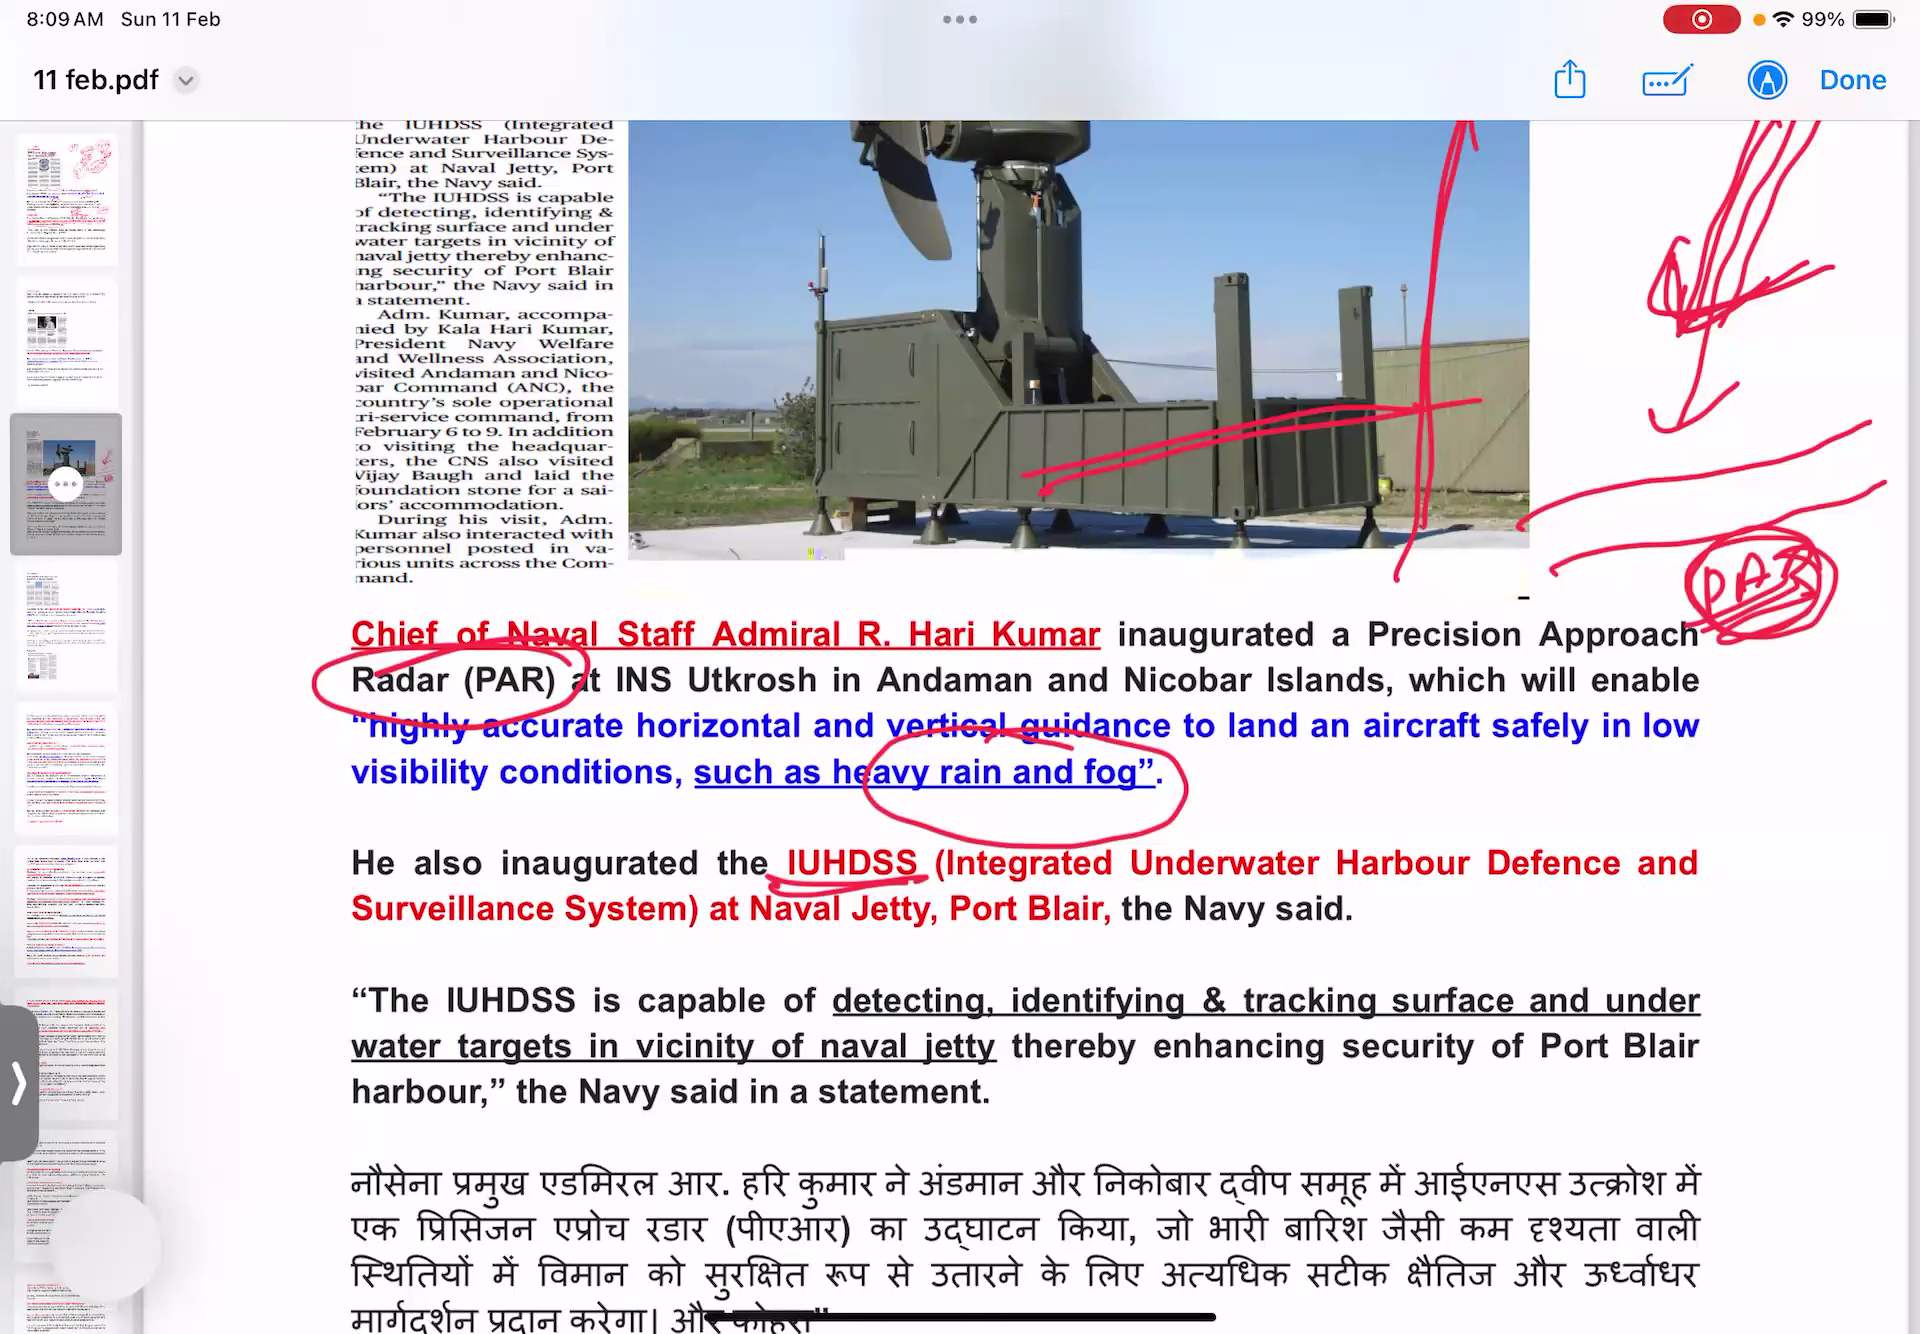 8:09 AM Sun 11 Feb
99%
11 feb.pdf
Done
the IUHDSS (Integrated
Underwater Harbour De-
fence and Surveillance Sys-
tem) at Naval Jetty, Port
Blair, the Navy said.
“The IUHDSS is capable
of detecting, identifying &
tracking surface and under
water targets in vicinity of
naval jetty thereby enhanc-
ing security of Port Blair
harbour,” the Navy said in
a statement.
Adm. Kumar, accompa-
nied by Kala Hari Kumar,
President Navy Welfare
and Wellness Association,
visited Andaman and Nico-
bar Command (ANC), the
country’s sole operational
tri-service command, from
February 6 to 9. In addition
to visiting the headquar-
ters, the CNS also visited
Vijay Baugh and laid the
foundation stone for a sai-
lors’ accommodation.
During his visit, Adm.
Kumar also interacted with
personnel posted in va-
rious units across the Com-
mand.
PAR
Chief of Naval Staff Admiral R. Hari Kumar inaugurated a Precision Approach
Radar (PAR) at INS Utkrosh in Andaman and Nicobar Islands, which will enable
“highly accurate horizontal and vertical guidance to land an aircraft safely in low
visibility conditions, such as heavy rain and fog”.
He also inaugurated the IUHDSS (Integrated Underwater Harbour Defence and
Surveillance System) at Naval Jetty, Port Blair, the Navy said.
“The IUHDSS is capable of detecting, identifying & tracking surface and under
water targets in vicinity of naval jetty thereby enhancing security of Port Blair
harbour,” the Navy said in a statement.
नौसेना प्रमुख एडमिरल आर. हरि कुमार ने अंडमान और निकोबार द्वीप समूह में आईएनएस उत्क्रोश में
एक प्रिसिजन एप्रोच रडार (पीएआर) का उद्घाटन किया, जो भारी बारिश जैसी कम दृश्यता वाली
स्थितियों में विमान को सुरक्षित रूप से उतारने के लिए अत्यधिक सटीक क्षैतिज और ऊर्ध्वाधर
मार्गदर्शन प्रदान करेगा। और कोहरा"